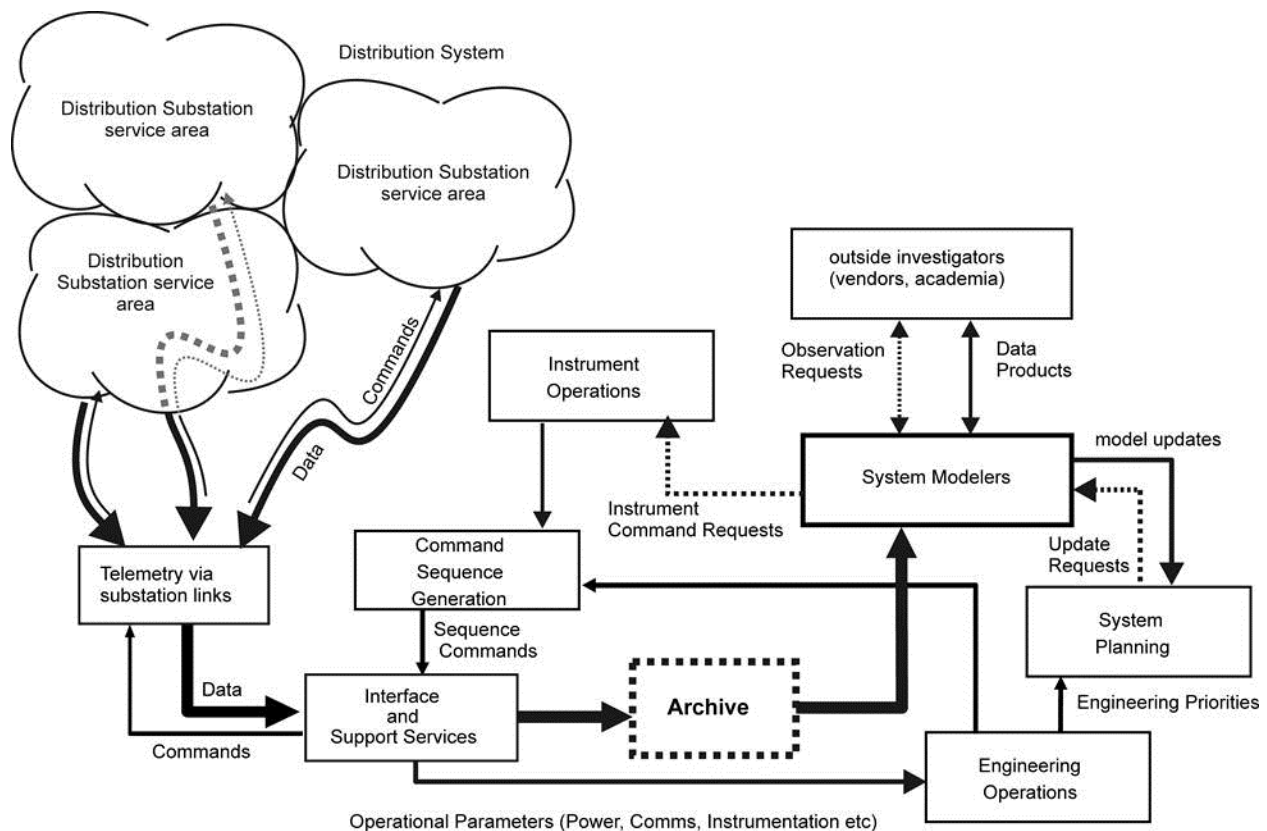 Distribution System
Distribution Substation
service area
Distribution Substation
service area
Distribution
Substation service
area
Commands
Data
outside investigators
(vendors, academia)
Observation
Requests
Data
Products
Instrument
Operations
System Modelers
model updates
Instrument
Command Requests
Update
Requests
Command
Sequence
Generation
Telemetry via
substation links
Sequence
Commands
System
Planning
Data
Interface
and
Support Services
Archive
Engineering Priorities
Commands
Engineering
Operations
Operational Parameters (Power, Comms, Instrumentation etc)